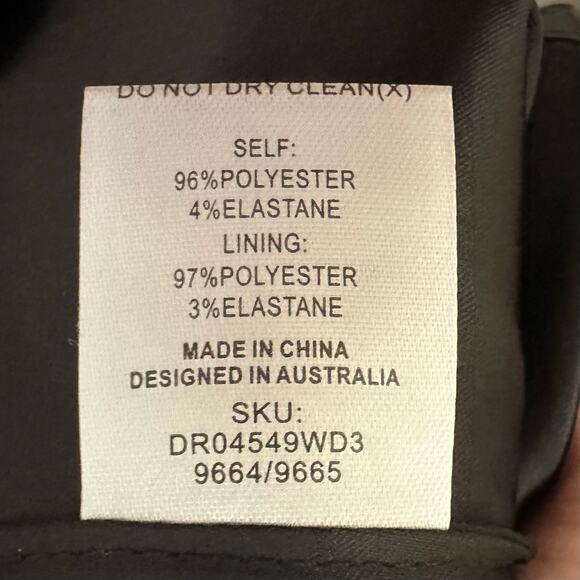 DO NOT DRY CLEAN(X)
SELF:
96%POLYESTER
4%ELASTANE
LINING:
97%POLYESTER
3%ELASTANE
MADE IN CHINA
DESIGNED IN AUSTRALIA
SKU:
DR04549WD3
9664/9665